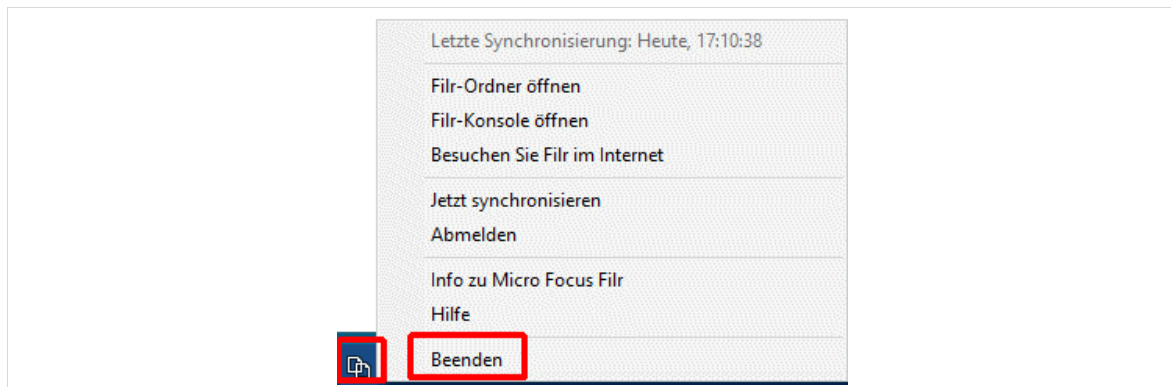 Letzte Synchronisierung: Heute, 17:10:38
Filr-Ordner öffnen
Filr-Konsole öffnen
Besuchen Sie Filr im Internet
Jetzt synchronisieren
Abmelden
Info zu Micro Focus Filr
Hilfe
Beenden